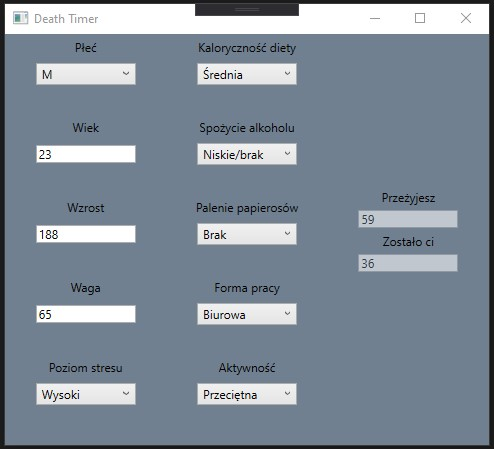 Death Timer
Płeć
M
Kaloryczność diety
Średnia
Wiek
23
Spożycie alkoholu
Niskie/brak
Wzrost
188
Palenie papierosów
Brak
Przeżyjesz
59
Zostało ci
36
Waga
65
Forma pracy
Biurowa
Poziom stresu
Wysoki
Aktywność
Przeciętna